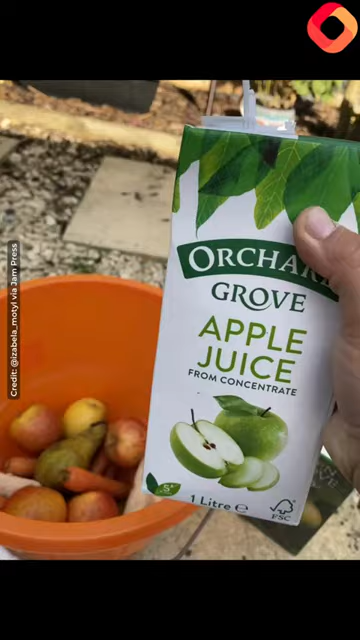 ORCHARD
GROVE
APPLE
JUICE
FROM CONCENTRATE
1 Litre e
FSC
Credit: @izabela_motyl via Jam Press